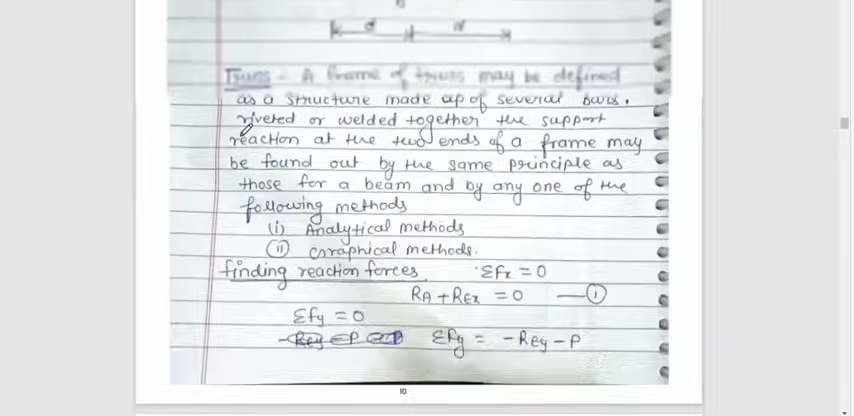 d d
Truss - A frame of truss may be defined
as a structure made up of several bars,
riveted or welded together the support
reaction at the two ends of a frame may
be found out by the same principle as
those for a beam and by any one of the
following methods
(i) Analytical methods
(ii) Graphical methods.
finding reaction forces Σfx = 0
RA + REx = 0 —(1)
Σfy = 0
ΣFy = - Rey - P
10